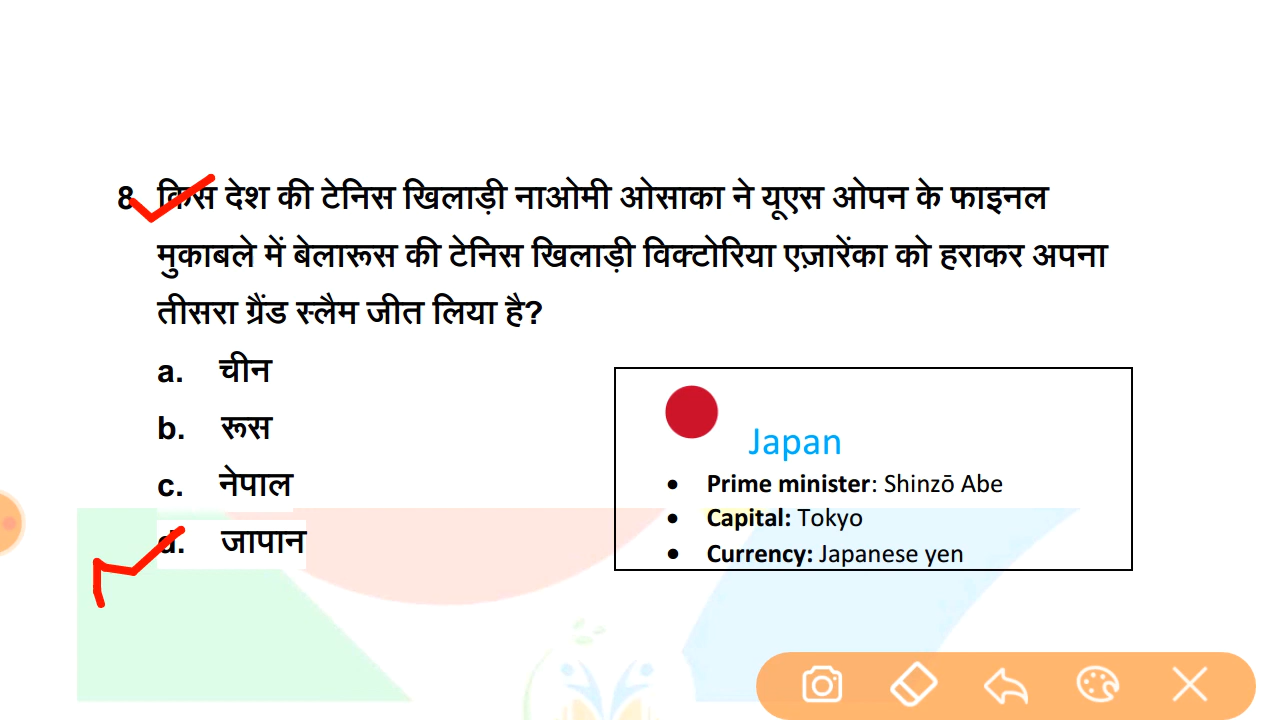 8. किस देश की टेनिस खिलाड़ी नाओमी ओसाका ने यूएस ओपन के फाइनल
मुकाबले में बेलारूस की टेनिस खिलाड़ी विक्टोरिया एज़ारेंका को हराकर अपना
तीसरा ग्रैंड स्लैम जीत लिया है?
a. चीन
b. रूस
c. नेपाल
d. जापान
Japan
• Prime minister: Shinzō Abe
• Capital: Tokyo
• Currency: Japanese yen